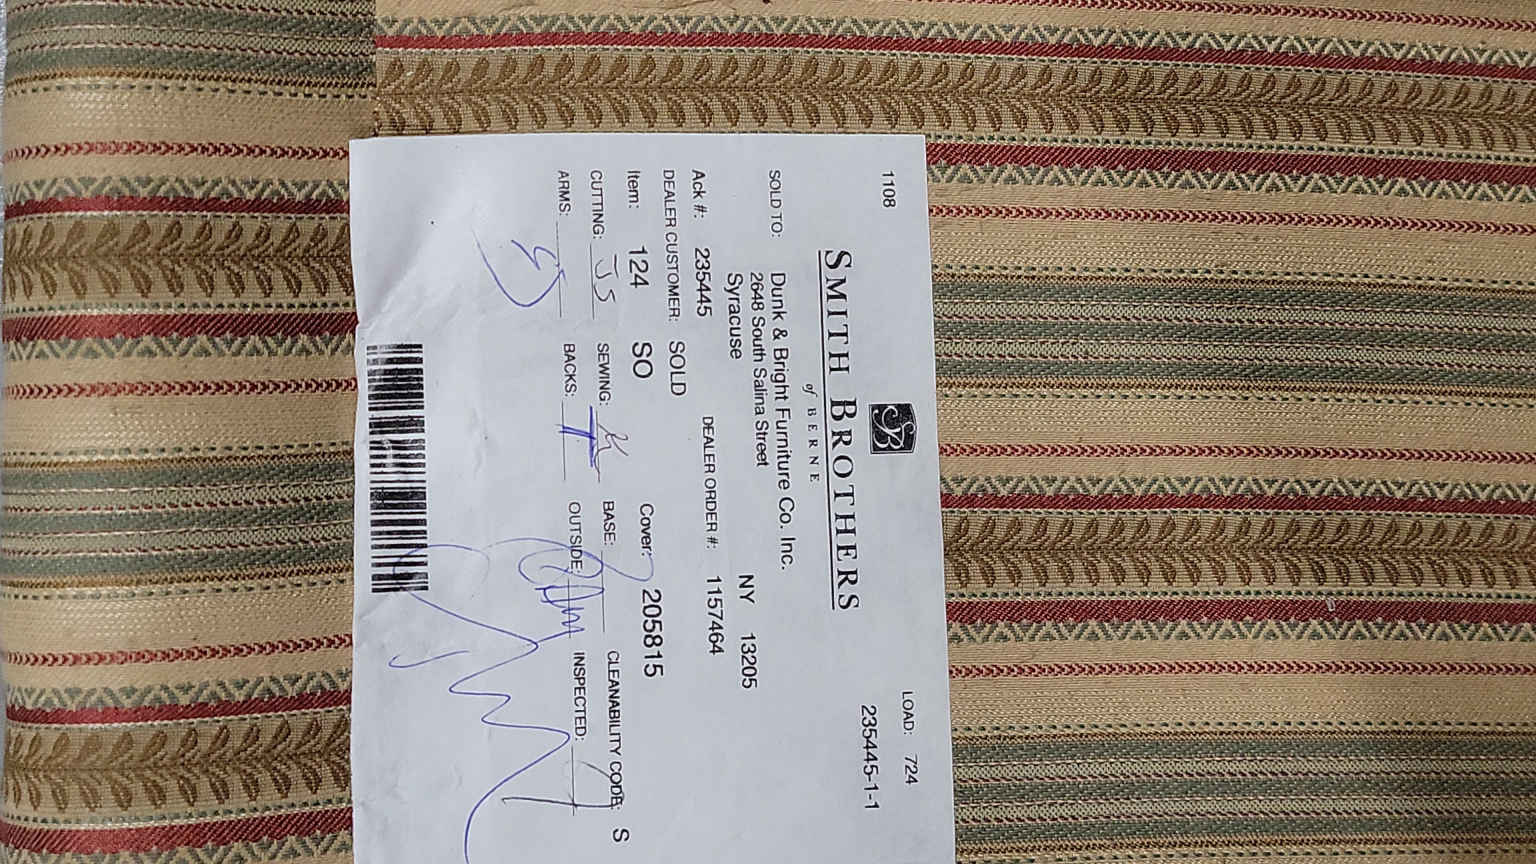 1108
LOAD: 724
SB
SMITH BROTHERS
235445-1-1
of BERNE
SOLD TO: Dunk & Bright Furniture Co. Inc.
2648 South Salina Street
Syracuse NY 13205
Ack #: 235445 DEALER ORDER #: 1157464
DEALER CUSTOMER: SOLD
Item: 124 SO Cover: 205815
CUTTING: JS SEWING: K BASE: CLEANABILITY CODE: S
ARMS: BACKS: OUTSIDE: INSPECTED: